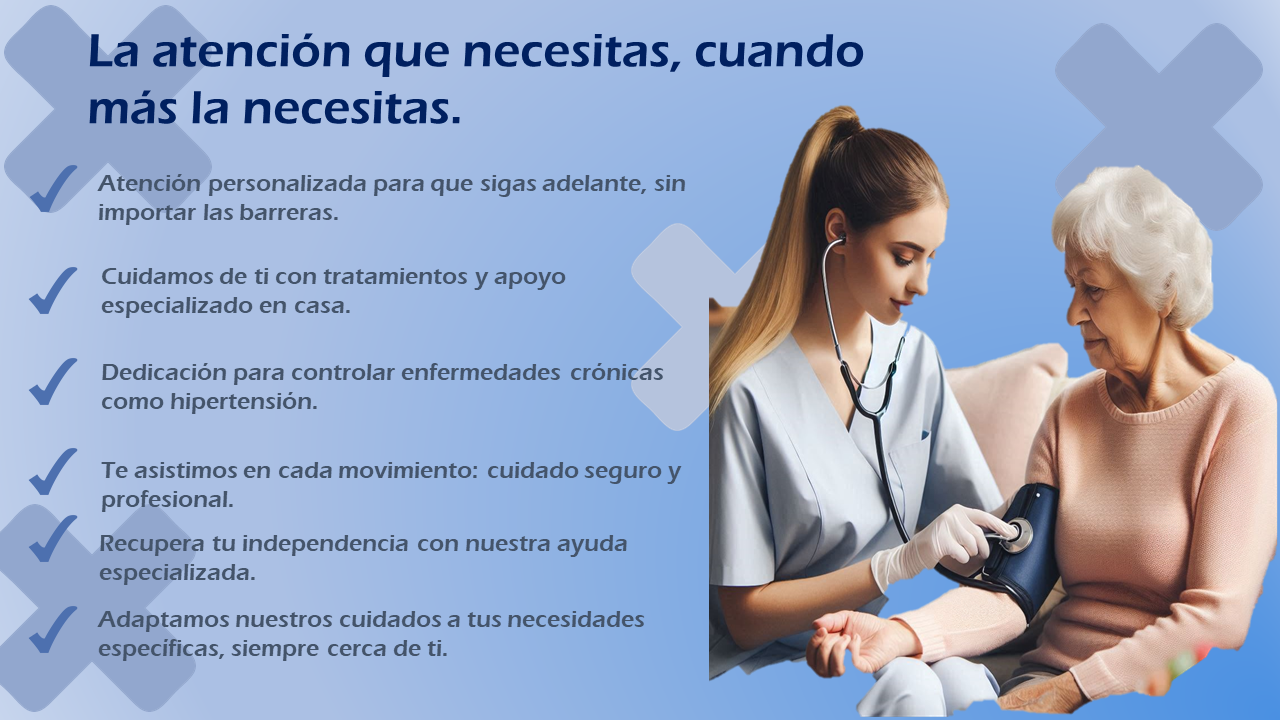 La atención que necesitas, cuando
más la necesitas.
Atención personalizada para que sigas adelante, sin
importar las barreras.
Cuidamos de ti con tratamientos y apoyo
especializado en casa.
Dedicación para controlar enfermedades crónicas
como hipertensión.
Te asistimos en cada movimiento: cuidado seguro y
profesional.
Recupera tu independencia con nuestra ayuda
especializada.
Adaptamos nuestros cuidados a tus necesidades
específicas, siempre cerca de ti.